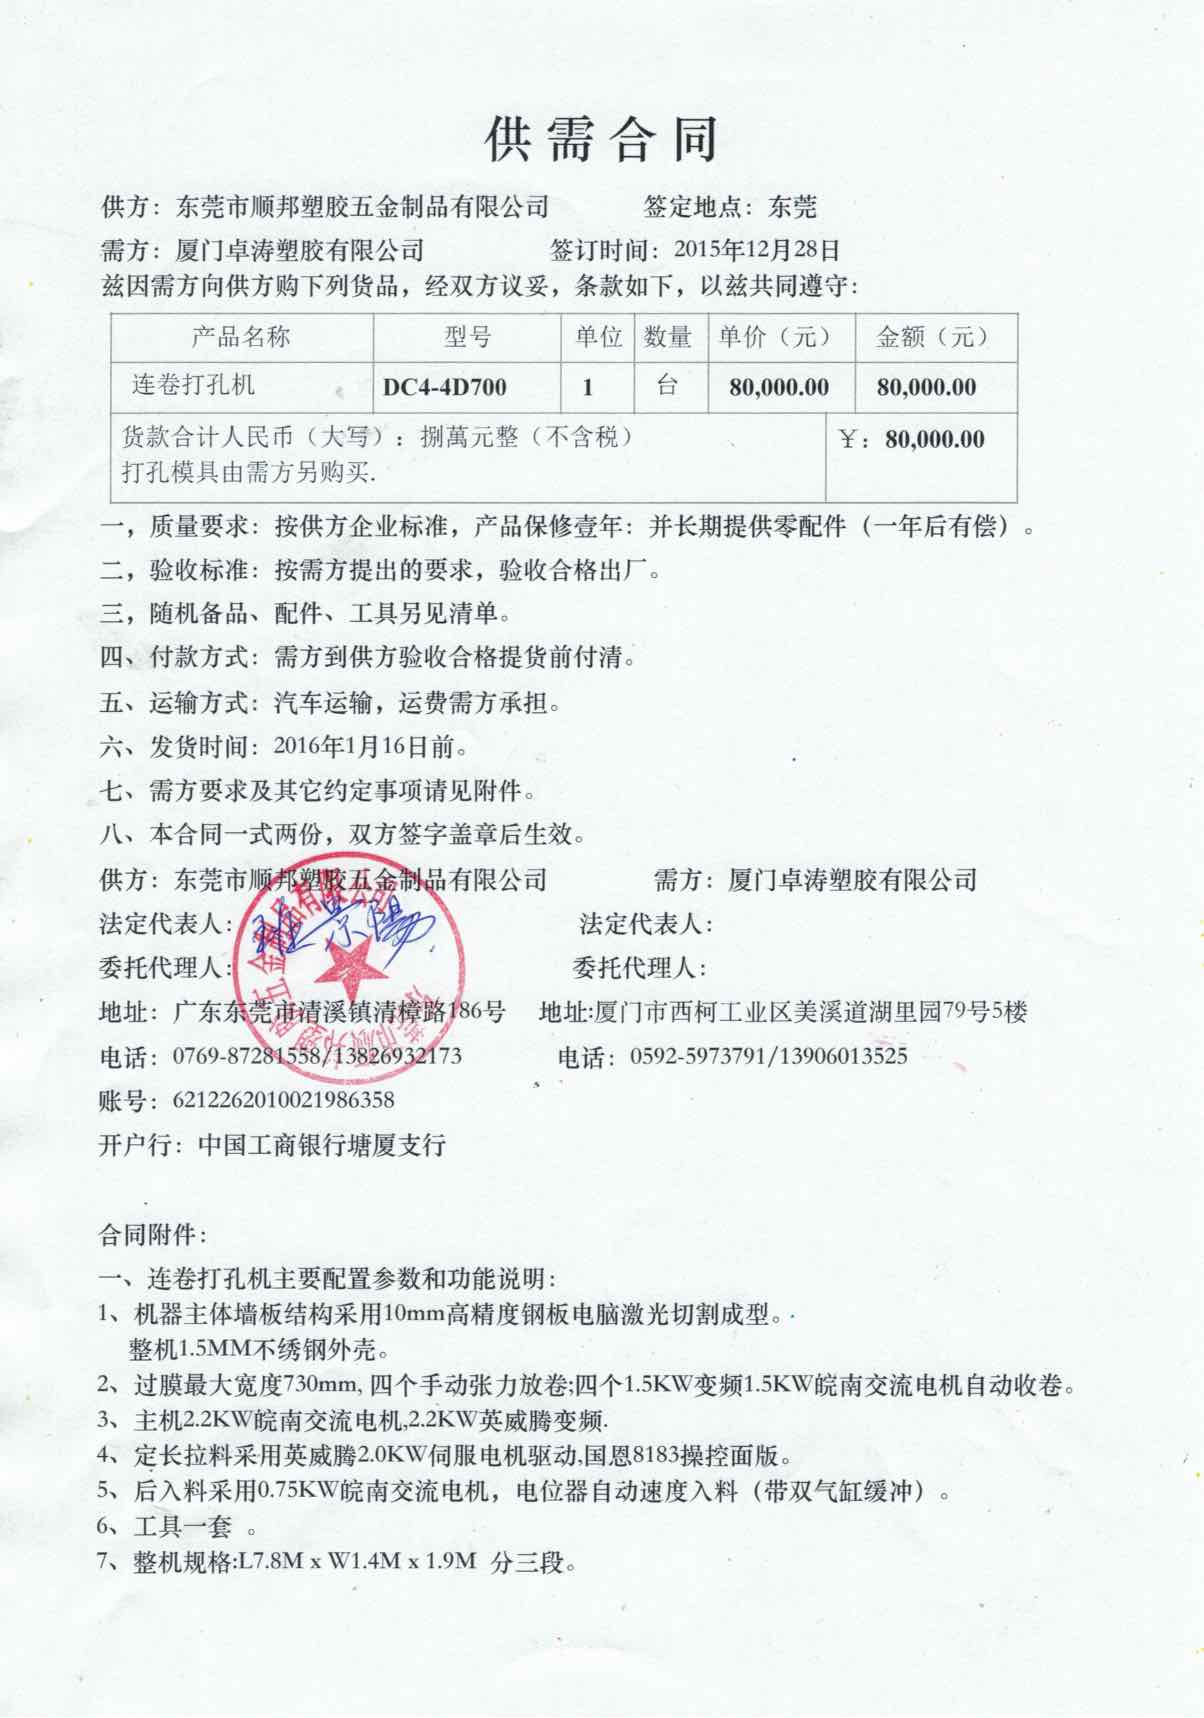 供需合同
供方：东莞市顺邦塑胶五金制品有限公司 签定地点：东莞
需方：厦门卓涛塑胶有限公司 签订时间：2015年12月28日
兹因需方向供方购下列货品，经双方议妥，条款如下，以兹共同遵守：
产品名称 型号 单位 数量 单价（元） 金额（元）
连卷打孔机 DC4-4D700 1 台 80,000.00 80,000.00
货款合计人民币（大写）：捌萬元整（不含税） ￥：80,000.00
打孔模具由需方另购买.
一，质量要求：按供方企业标准，产品保修壹年：并长期提供零配件（一年后有偿）。
二，验收标准：按需方提出的要求，验收合格出厂。
三，随机备品、配件、工具另见清单。
四、付款方式：需方到供方验收合格提货前付清。
五、运输方式：汽车运输，运费需方承担。
六、发货时间：2016年1月16日前。
七、需方要求及其它约定事项请见附件。
八、本合同一式两份，双方签字盖章后生效。
供方：东莞市顺邦塑胶五金制品有限公司 需方：厦门卓涛塑胶有限公司
法定代表人： 法定代表人：
委托代理人： 委托代理人：
地址：广东东莞市清溪镇清樟路186号 地址:厦门市西柯工业区美溪道湖里园79号5楼
电话：0769-87281558/13826932173 电话：0592-5973791/13906013525
账号：6212262010021986358
开户行：中国工商银行塘厦支行
合同附件：
一、连卷打孔机主要配置参数和功能说明：
1、机器主体墙板结构采用10mm高精度钢板电脑激光切割成型。
整机1.5MM不绣钢外壳。
2、过膜最大宽度730mm, 四个手动张力放卷;四个1.5KW变频1.5KW皖南交流电机自动收卷。
3、主机2.2KW皖南交流电机,2.2KW英威腾变频.
4、定长拉料采用英威腾2.0KW伺服电机驱动,国恩8183操控面版。
5、后入料采用0.75KW皖南交流电机，电位器自动速度入料（带双气缸缓冲）。
6、工具一套 。
7、整机规格:L7.8M x W1.4M x 1.9M 分三段。